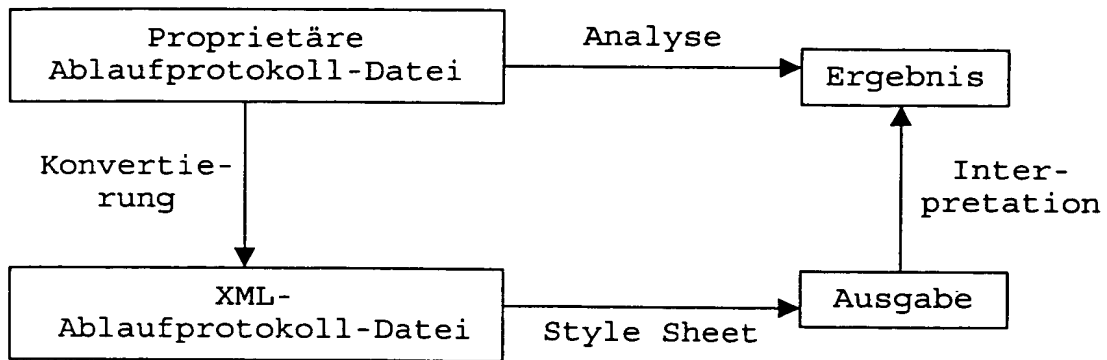 Proprietäre
Ablaufprotokoll-Datei
Analyse
Ergebnis
Konvertie-
rung
Inter-
pretation
XML-
Ablaufprotokoll-Datei
Style Sheet
Ausgabe